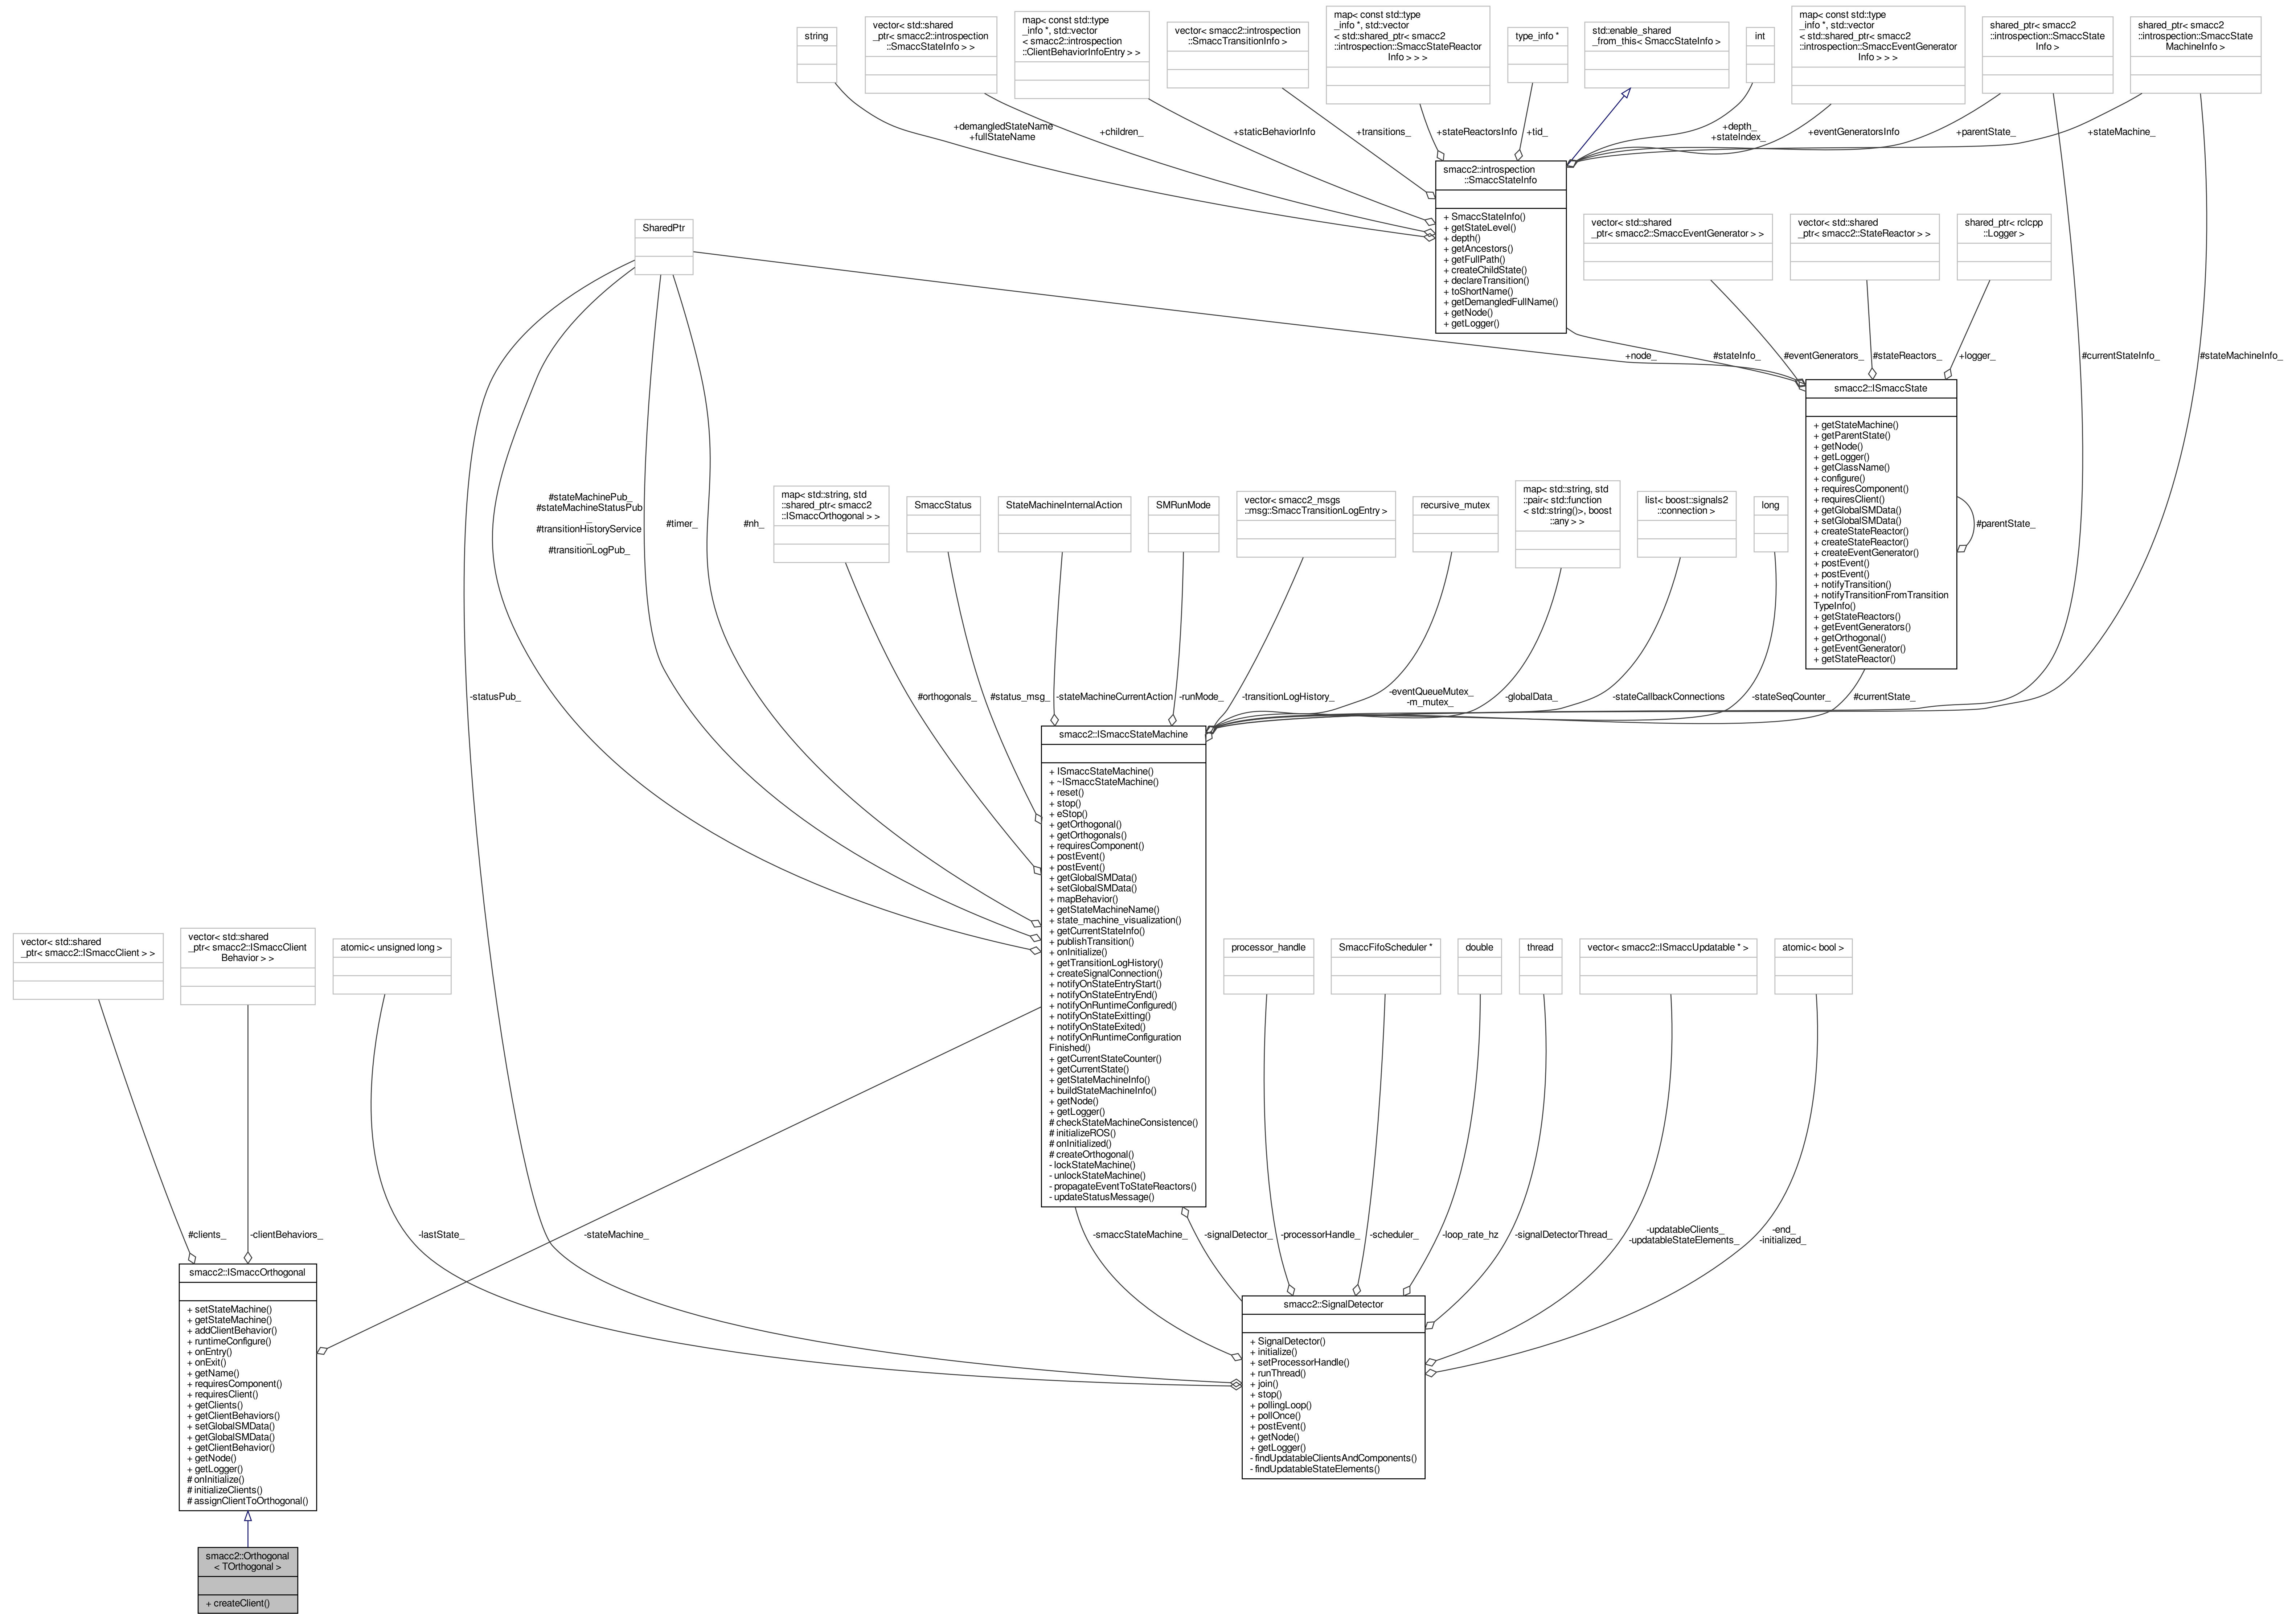 string
vector< std::shared
_ptr< smacc2::introspection
::SmaccStateInfo > >
map< const std::type
_info *, std::vector
< smacc2::introspection
::ClientBehaviorInfoEntry > >
vector< smacc2::introspection
::SmaccTransitionInfo >
map< const std::type
_info *, std::vector
< std::shared_ptr< smacc2
::introspection::SmaccStateReactor
Info > > >
type_info *
std::enable_shared
_from_this< SmaccStateInfo >
int
map< const std::type
_info *, std::vector
< std::shared_ptr< smacc2
::introspection::SmaccEventGenerator
Info > > >
shared_ptr< smacc2
::introspection::SmaccState
Info >
shared_ptr< smacc2
::introspection::SmaccState
MachineInfo >
+demangledStateName
+fullStateName
+children_
+staticBehaviorInfo
+transitions_
+stateReactorsInfo
+tid_
+depth_
+stateIndex_
+eventGeneratorsInfo
+parentState_
+stateMachine_
smacc2::introspection
::SmaccStateInfo
+ SmaccStateInfo()
+ getStateLevel()
+ depth()
+ getAncestors()
+ getFullPath()
+ createChildState()
+ declareTransition()
+ toShortName()
+ getDemangledFullName()
+ getNode()
+ getLogger()
SharedPtr
vector< std::shared
_ptr< smacc2::SmaccEventGenerator > >
vector< std::shared
_ptr< smacc2::StateReactor > >
shared_ptr< rclcpp
::Logger >
+node_
#stateInfo_
#eventGenerators_
#stateReactors_
+logger_
#currentStateInfo_
#stateMachineInfo_
smacc2::ISmaccState
+ getStateMachine()
+ getParentState()
+ getNode()
+ getLogger()
+ getClassName()
+ configure()
+ requiresComponent()
+ requiresClient()
+ getGlobalSMData()
+ setGlobalSMData()
+ createStateReactor()
+ createStateReactor()
+ createEventGenerator()
+ postEvent()
+ postEvent()
+ notifyTransition()
+ notifyTransitionFromTransition
TypeInfo()
+ getStateReactors()
+ getEventGenerators()
+ getOrthogonal()
+ getEventGenerator()
+ getStateReactor()
#parentState_
#stateMachinePub_
#stateMachineStatusPub
_
#transitionHistoryService
_
#transitionLogPub_
#timer_
#nh_
map< std::string, std
::shared_ptr< smacc2
::ISmaccOrthogonal > >
SmaccStatus
StateMachineInternalAction
SMRunMode
vector< smacc2_msgs
::msg::SmaccTransitionLogEntry >
recursive_mutex
map< std::string, std
::pair< std::function
< std::string()>, boost
::any > >
list< boost::signals2
::connection >
long
-statusPub_
#orthogonals_
#status_msg_
-stateMachineCurrentAction
-runMode_
-transitionLogHistory_
-eventQueueMutex_
-m_mutex_
-globalData_
-stateCallbackConnections
-stateSeqCounter_
#currentState_
smacc2::ISmaccStateMachine
+ ISmaccStateMachine()
+ ~ISmaccStateMachine()
+ reset()
+ stop()
+ eStop()
+ getOrthogonal()
+ getOrthogonals()
+ requiresComponent()
+ postEvent()
+ postEvent()
+ getGlobalSMData()
+ setGlobalSMData()
+ mapBehavior()
+ getStateMachineName()
+ state_machine_visualization()
+ getCurrentStateInfo()
+ publishTransition()
+ onInitialize()
+ getTransitionLogHistory()
+ createSignalConnection()
+ notifyOnStateEntryStart()
+ notifyOnStateEntryEnd()
+ notifyOnRuntimeConfigured()
+ notifyOnStateExitting()
+ notifyOnStateExited()
+ notifyOnRuntimeConfiguration
Finished()
+ getCurrentStateCounter()
+ getCurrentState()
+ getStateMachineInfo()
+ buildStateMachineInfo()
+ getNode()
+ getLogger()
# checkStateMachineConsistence()
# initializeROS()
# onInitialized()
# createOrthogonal()
- lockStateMachine()
- unlockStateMachine()
- propagateEventToStateReactors()
- updateStatusMessage()
vector< std::shared
_ptr< smacc2::ISmaccClient > >
vector< std::shared
_ptr< smacc2::ISmaccClient
Behavior > >
atomic< unsigned long >
processor_handle
SmaccFifoScheduler *
double
thread
vector< smacc2::ISmaccUpdatable * >
atomic< bool >
#clients_
-clientBehaviors_
-lastState_
-stateMachine_
-smaccStateMachine_
-signalDetector_
-processorHandle_
-scheduler_
-loop_rate_hz
-signalDetectorThread_
-updatableClients_
-updatableStateElements_
-end_
-initialized_
smacc2::ISmaccOrthogonal
+ setStateMachine()
+ getStateMachine()
+ addClientBehavior()
+ runtimeConfigure()
+ onEntry()
+ onExit()
+ getName()
+ requiresComponent()
+ requiresClient()
+ getClients()
+ getClientBehaviors()
+ setGlobalSMData()
+ getGlobalSMData()
+ getClientBehavior()
+ getNode()
+ getLogger()
# onInitialize()
# initializeClients()
# assignClientToOrthogonal()
smacc2::SignalDetector
+ SignalDetector()
+ initialize()
+ setProcessorHandle()
+ runThread()
+ join()
+ stop()
+ pollingLoop()
+ pollOnce()
+ postEvent()
+ getNode()
+ getLogger()
- findUpdatableClientsAndComponents()
- findUpdatableStateElements()
smacc2::Orthogonal
< TOrthogonal >
+ createClient()